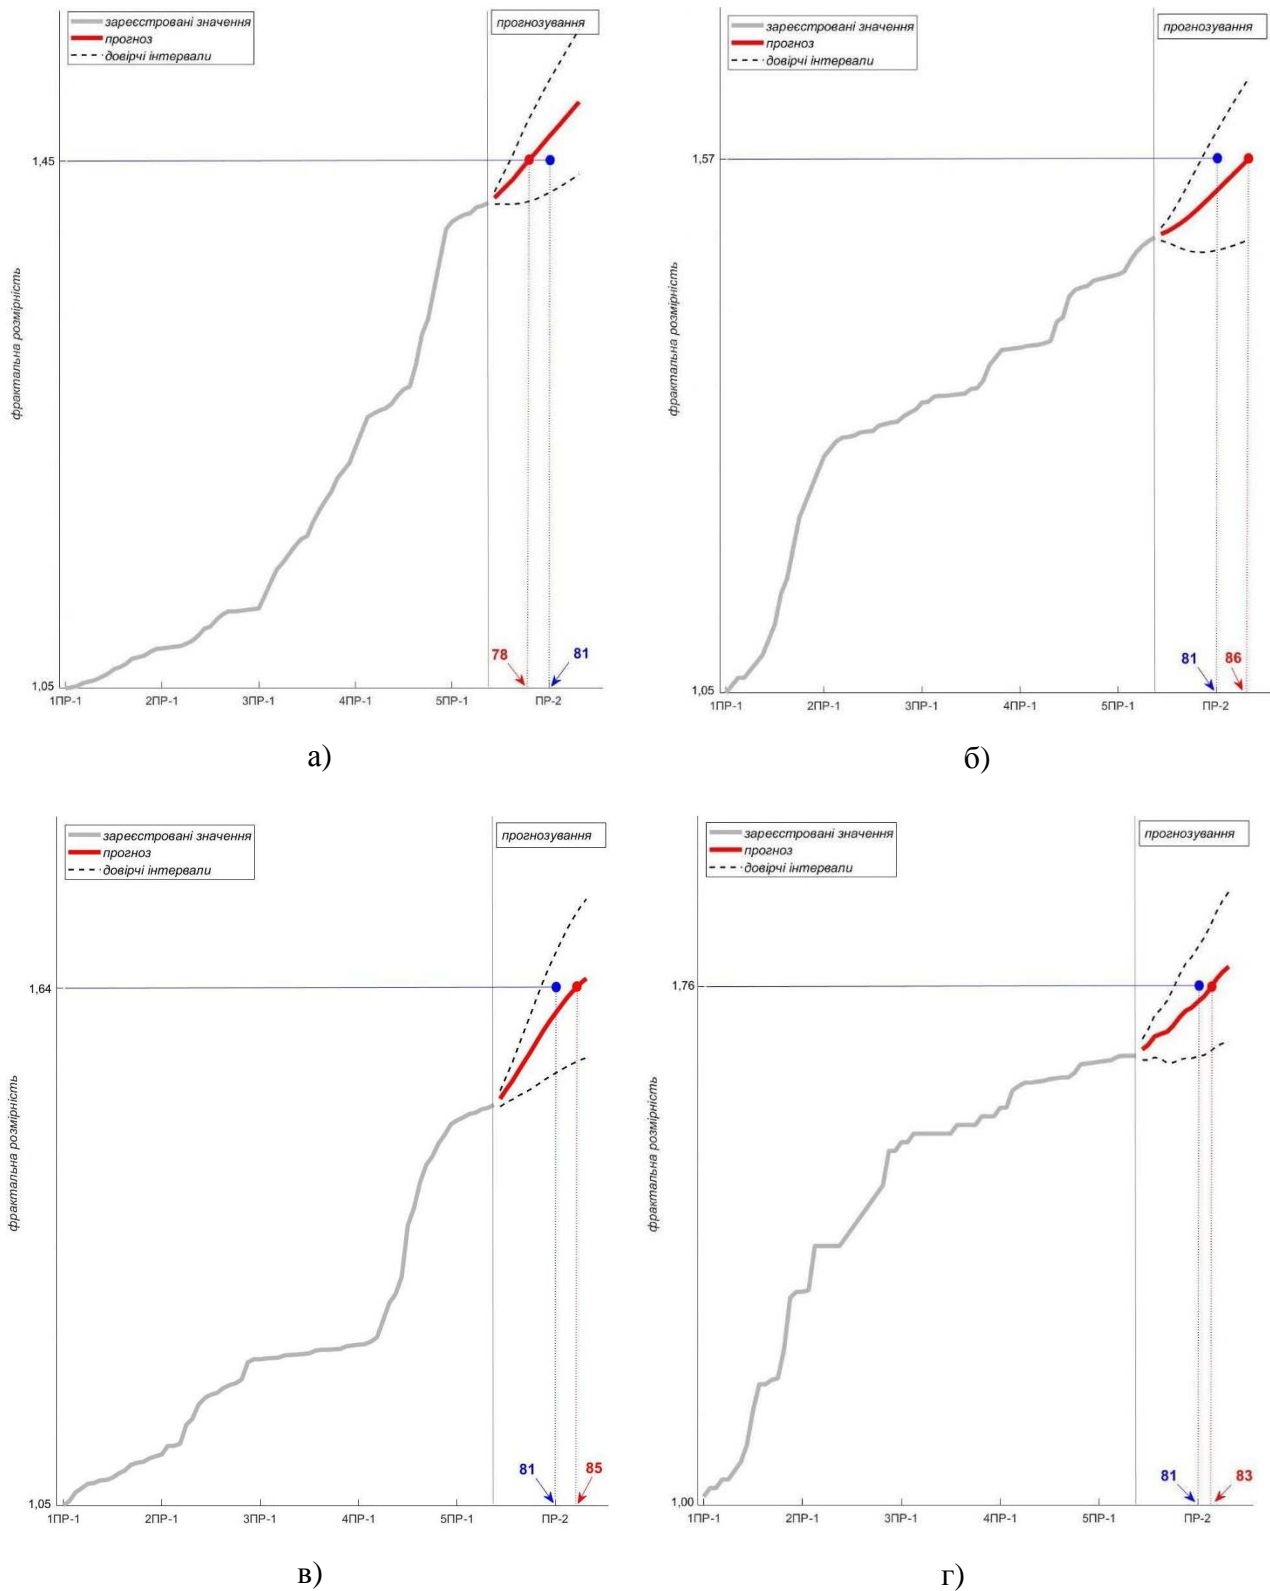 зареєстровані значення
прогноз
довірчі інтервали
прогнозування
1,45
фрактальна розмірність
78
81
1,05
1ПР-1 2ПР-1 3ПР-1 4ПР-1 5ПР-1 ПР-2
а)
зареєстровані значення
прогноз
довірчі інтервали
прогнозування
1,57
фрактальна розмірність
81
86
1,05
1ПР-1 2ПР-1 3ПР-1 4ПР-1 5ПР-1 ПР-2
б)
зареєстровані значення
прогноз
довірчі інтервали
прогнозування
1,64
фрактальна розмірність
81
85
1,05
1ПР-1 2ПР-1 3ПР-1 4ПР-1 5ПР-1 ПР-2
в)
зареєстровані значення
прогноз
довірчі інтервали
прогнозування
1,76
фрактальна розмірність
81
83
1,00
1ПР-1 2ПР-1 3ПР-1 4ПР-1 5ПР-1 ПР-2
г)